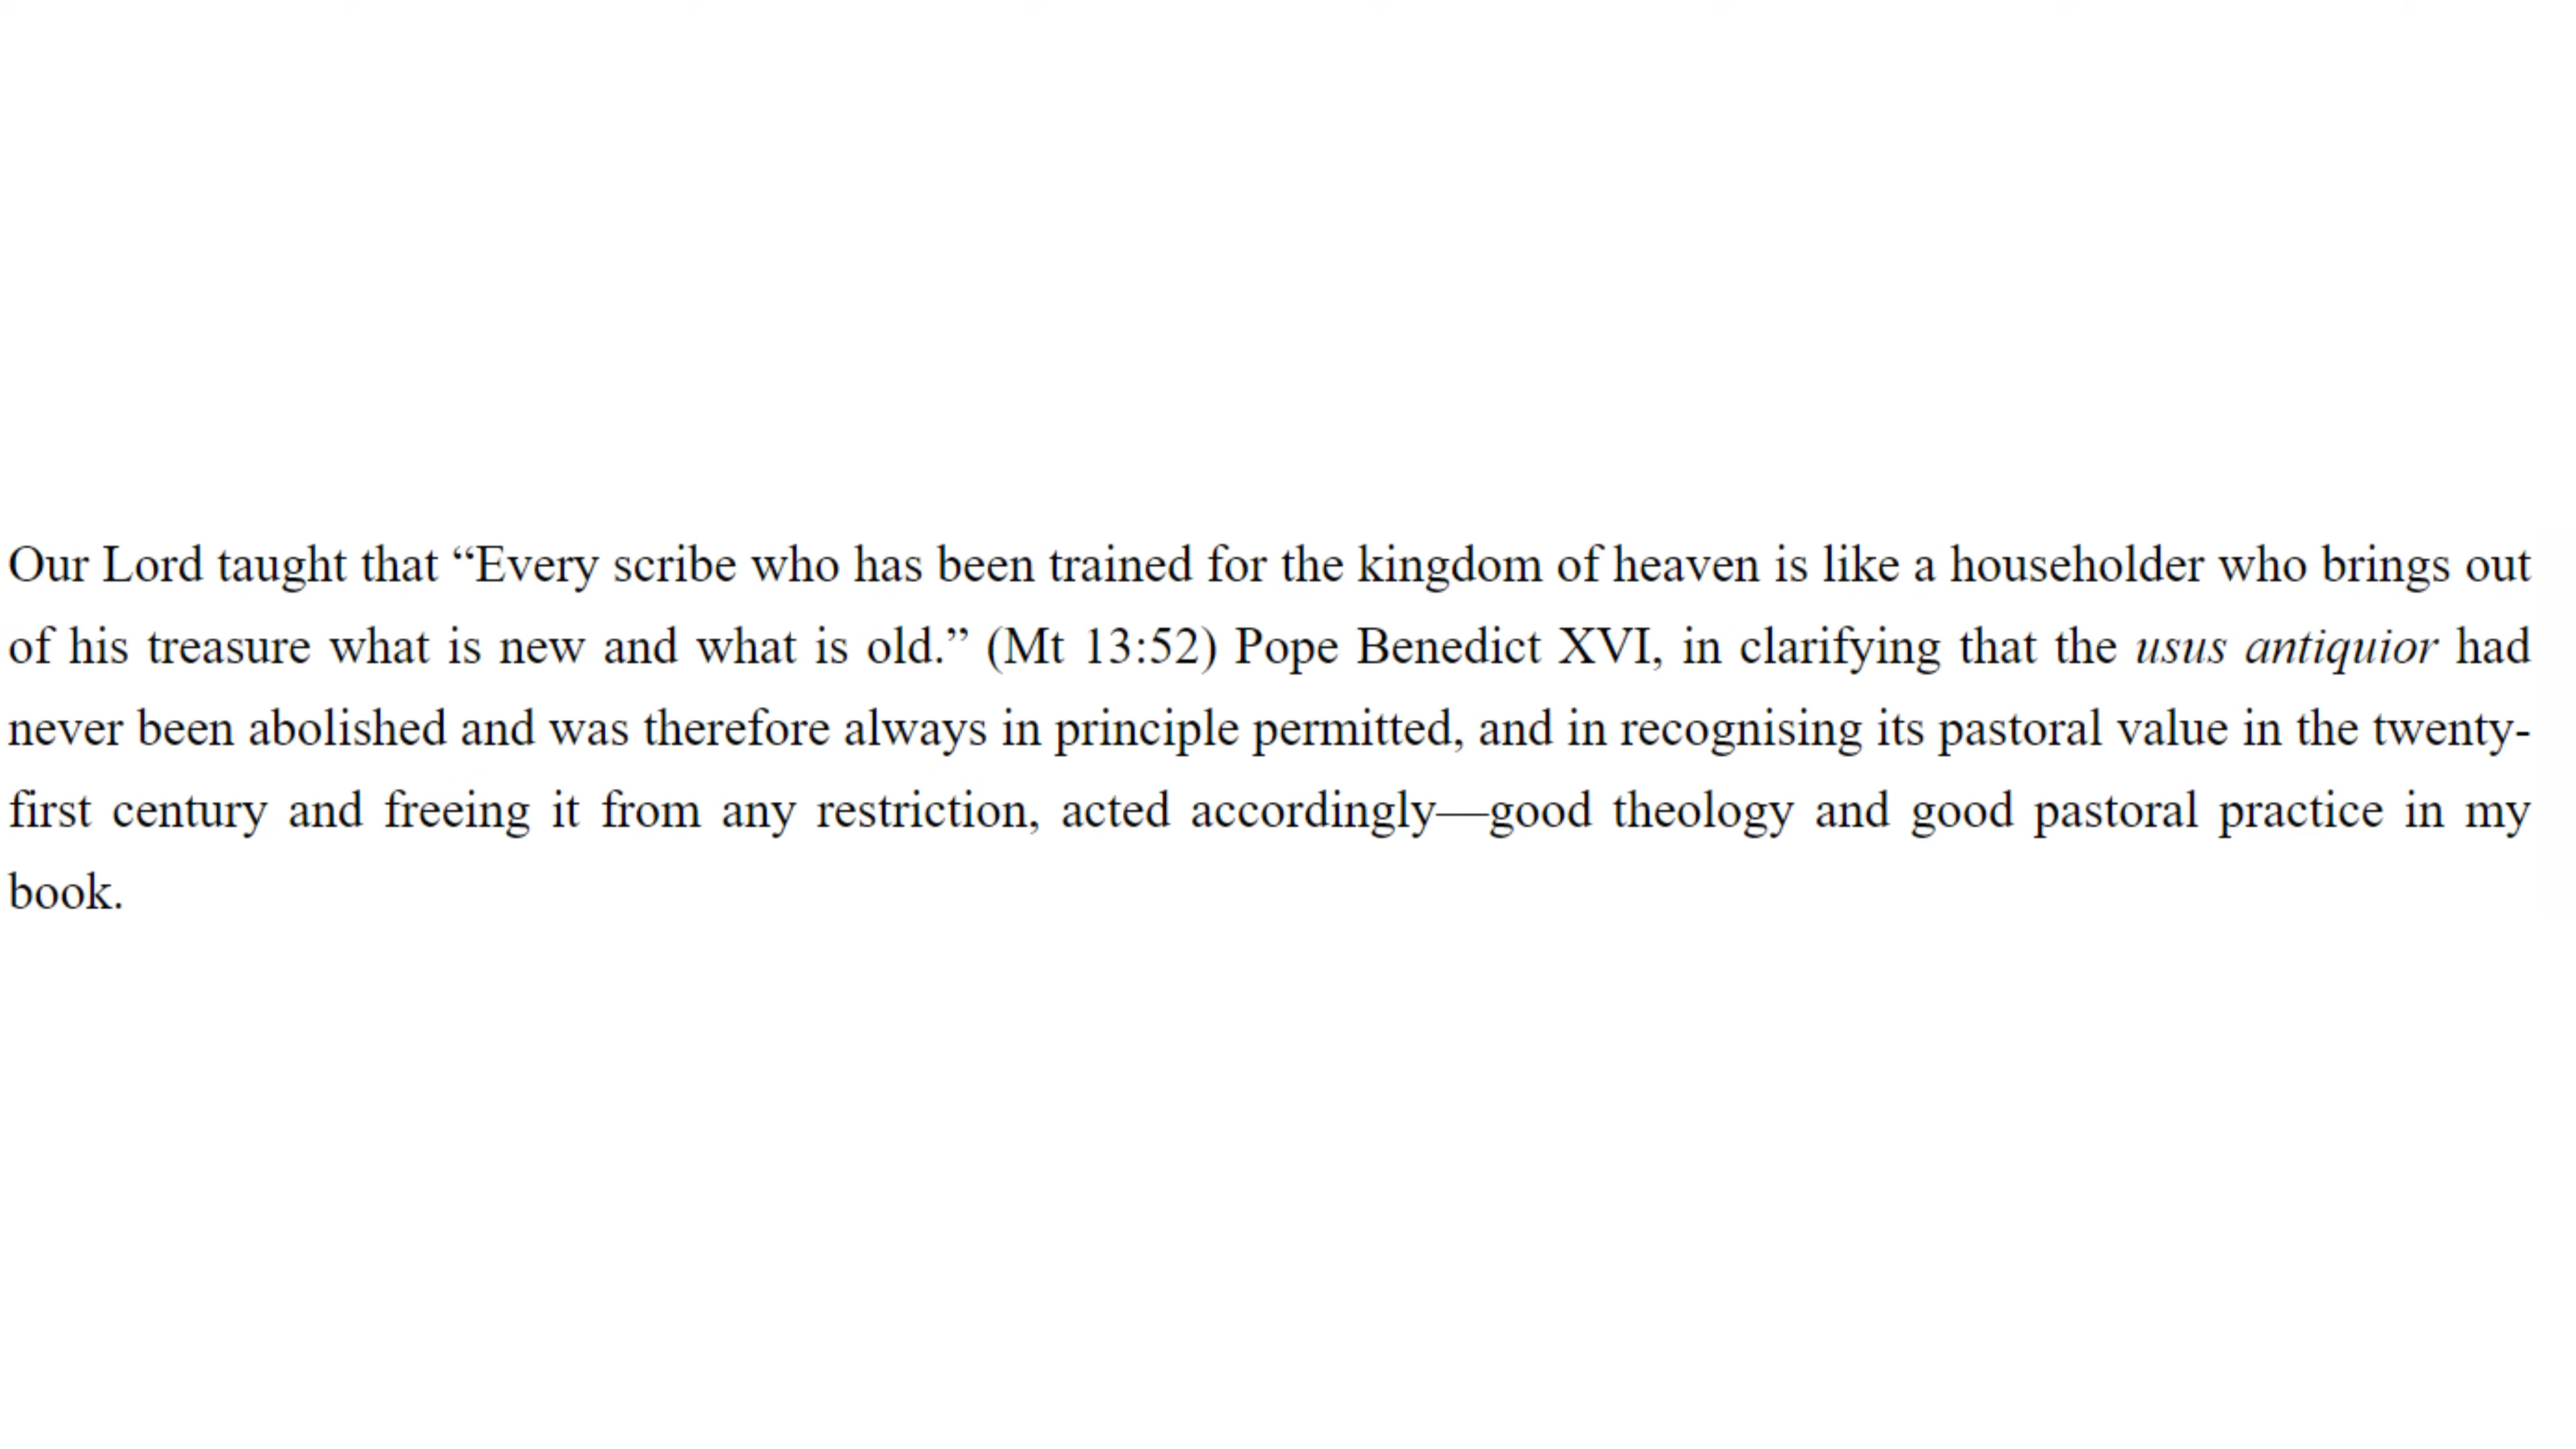 Our Lord taught that “Every scribe who has been trained for the kingdom of heaven is like a householder who brings out
of his treasure what is new and what is old.” (Mt 13:52) Pope Benedict XVI, in clarifying that the usus antiquior had
never been abolished and was therefore always in principle permitted, and in recognising its pastoral value in the twenty-
first century and freeing it from any restriction, acted accordingly—good theology and good pastoral practice in my
book.